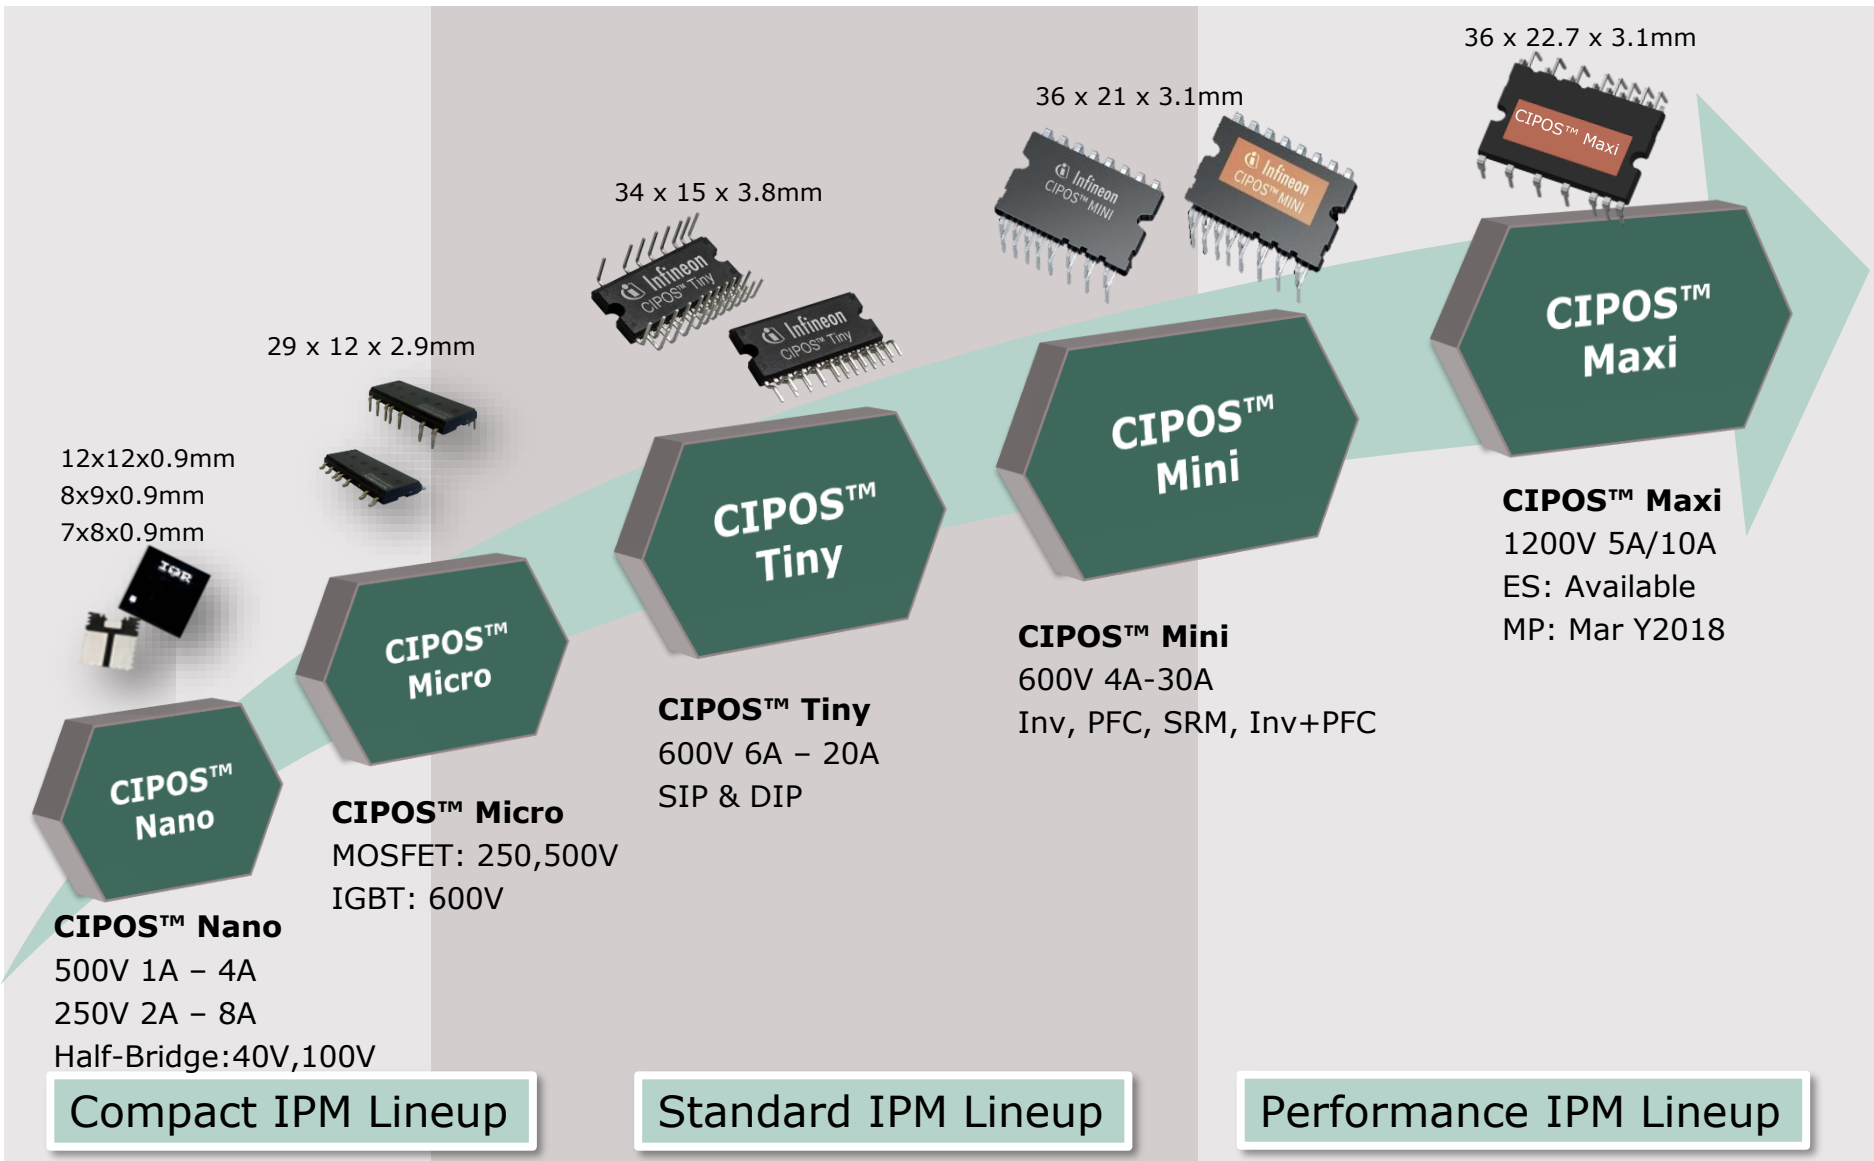 36 x 22.7 x 3.1mm
CIPOS™ Maxi
36 x 21 x 3.1mm
Infineon
CIPOS™ MINI
Infineon
CIPOS™ MINI
34 x 15 x 3.8mm
Infineon
CIPOS™ Tiny
Infineon
CIPOS™ Tiny
29 x 12 x 2.9mm
12x12x0.9mm
8x9x0.9mm
7x8x0.9mm
IOR
CIPOS™
Nano
CIPOS™
Micro
CIPOS™
Tiny
CIPOS™
Mini
CIPOS™
Maxi
CIPOS™ Nano
500V 1A – 4A
250V 2A – 8A
Half-Bridge:40V,100V
CIPOS™ Micro
MOSFET: 250,500V
IGBT: 600V
CIPOS™ Tiny
600V 6A – 20A
SIP & DIP
CIPOS™ Mini
600V 4A-30A
Inv, PFC, SRM, Inv+PFC
CIPOS™ Maxi
1200V 5A/10A
ES: Available
MP: Mar Y2018
Compact IPM Lineup
Standard IPM Lineup
Performance IPM Lineup